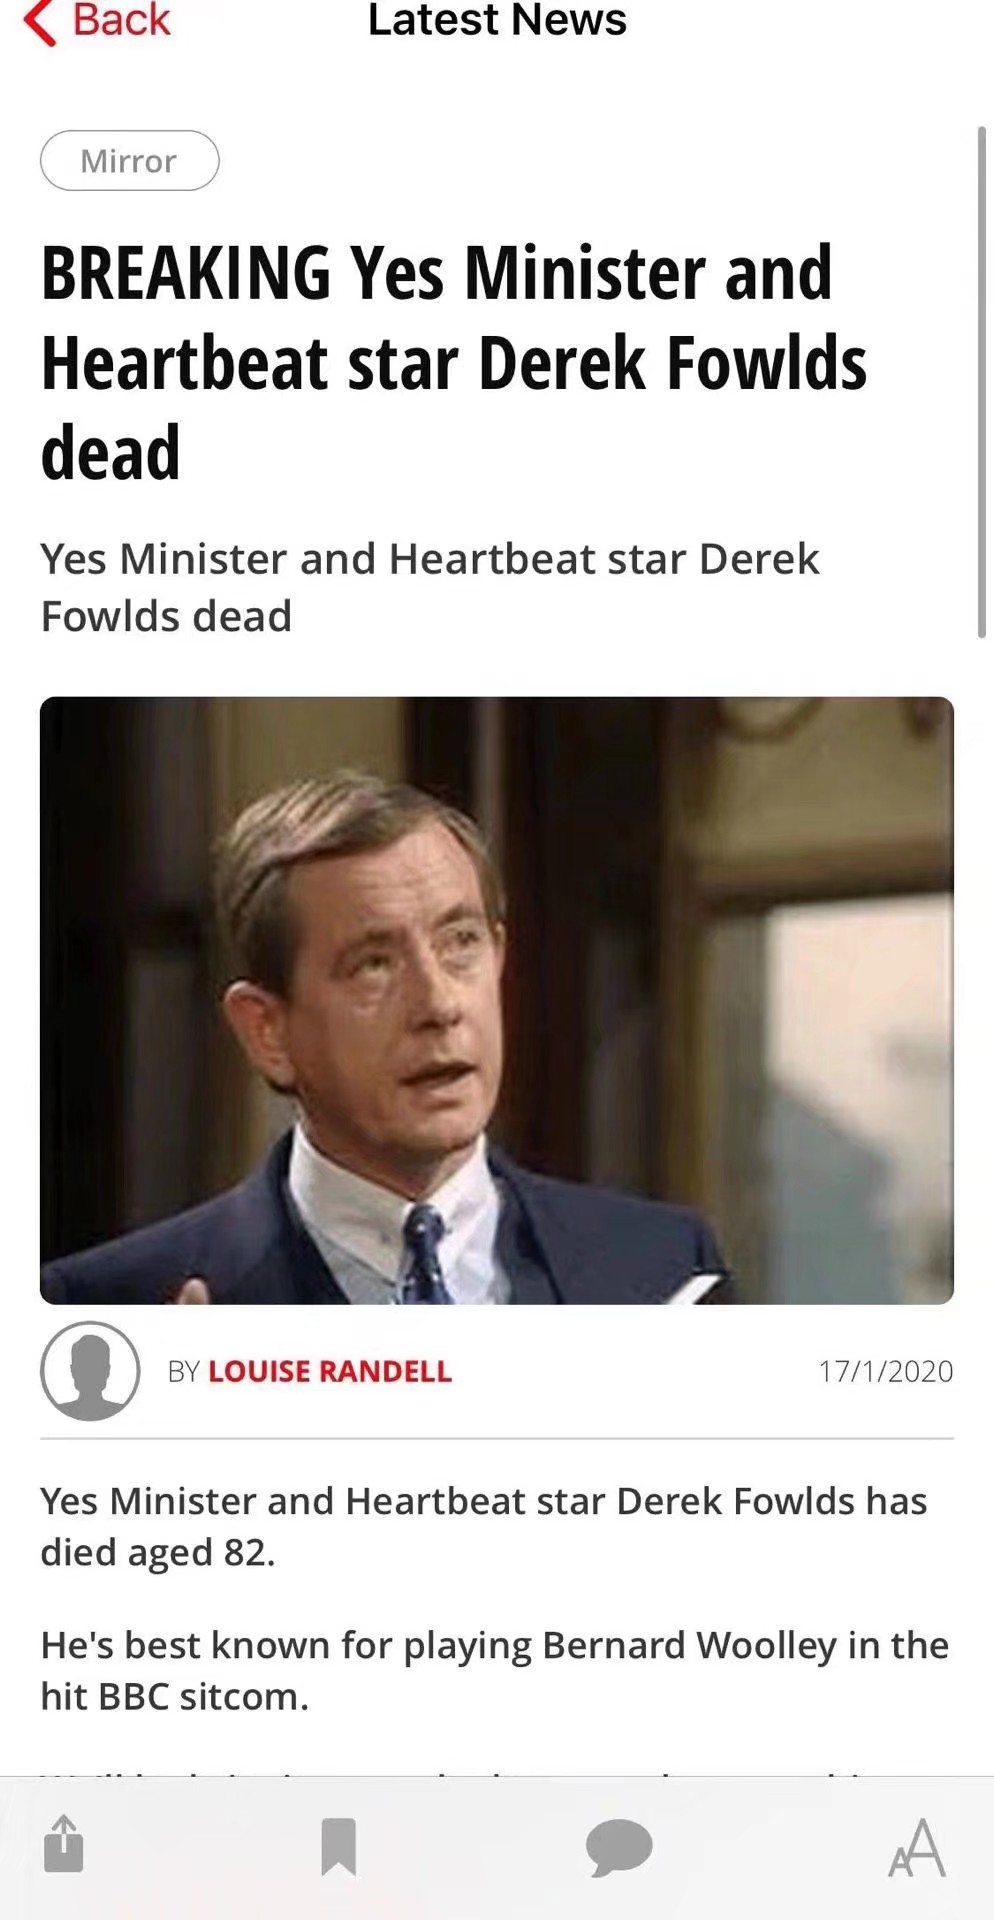 Back
Latest News
Mirror
BREAKING Yes Minister and
Heartbeat star Derek Fowlds
dead
Yes Minister and Heartbeat star Derek
Fowlds dead
BY LOUISE RANDELL
17/1/2020
Yes Minister and Heartbeat star Derek Fowlds has
died aged 82.
He's best known for playing Bernard Woolley in the
hit BBC sitcom.
AA